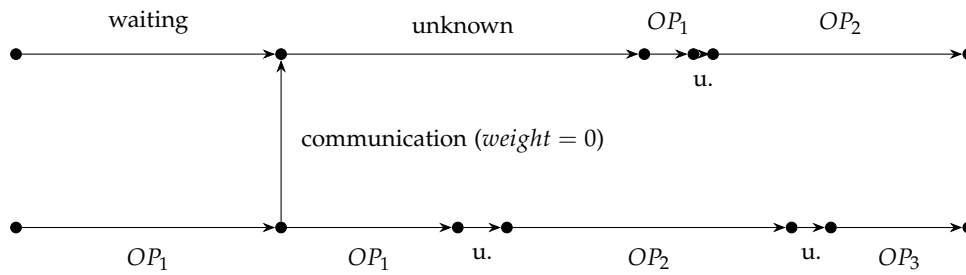 waiting
unknown
OP₁
OP₂
u.
communication (weight = 0)
OP₁
OP₁
u.
OP₂
u.
OP₃